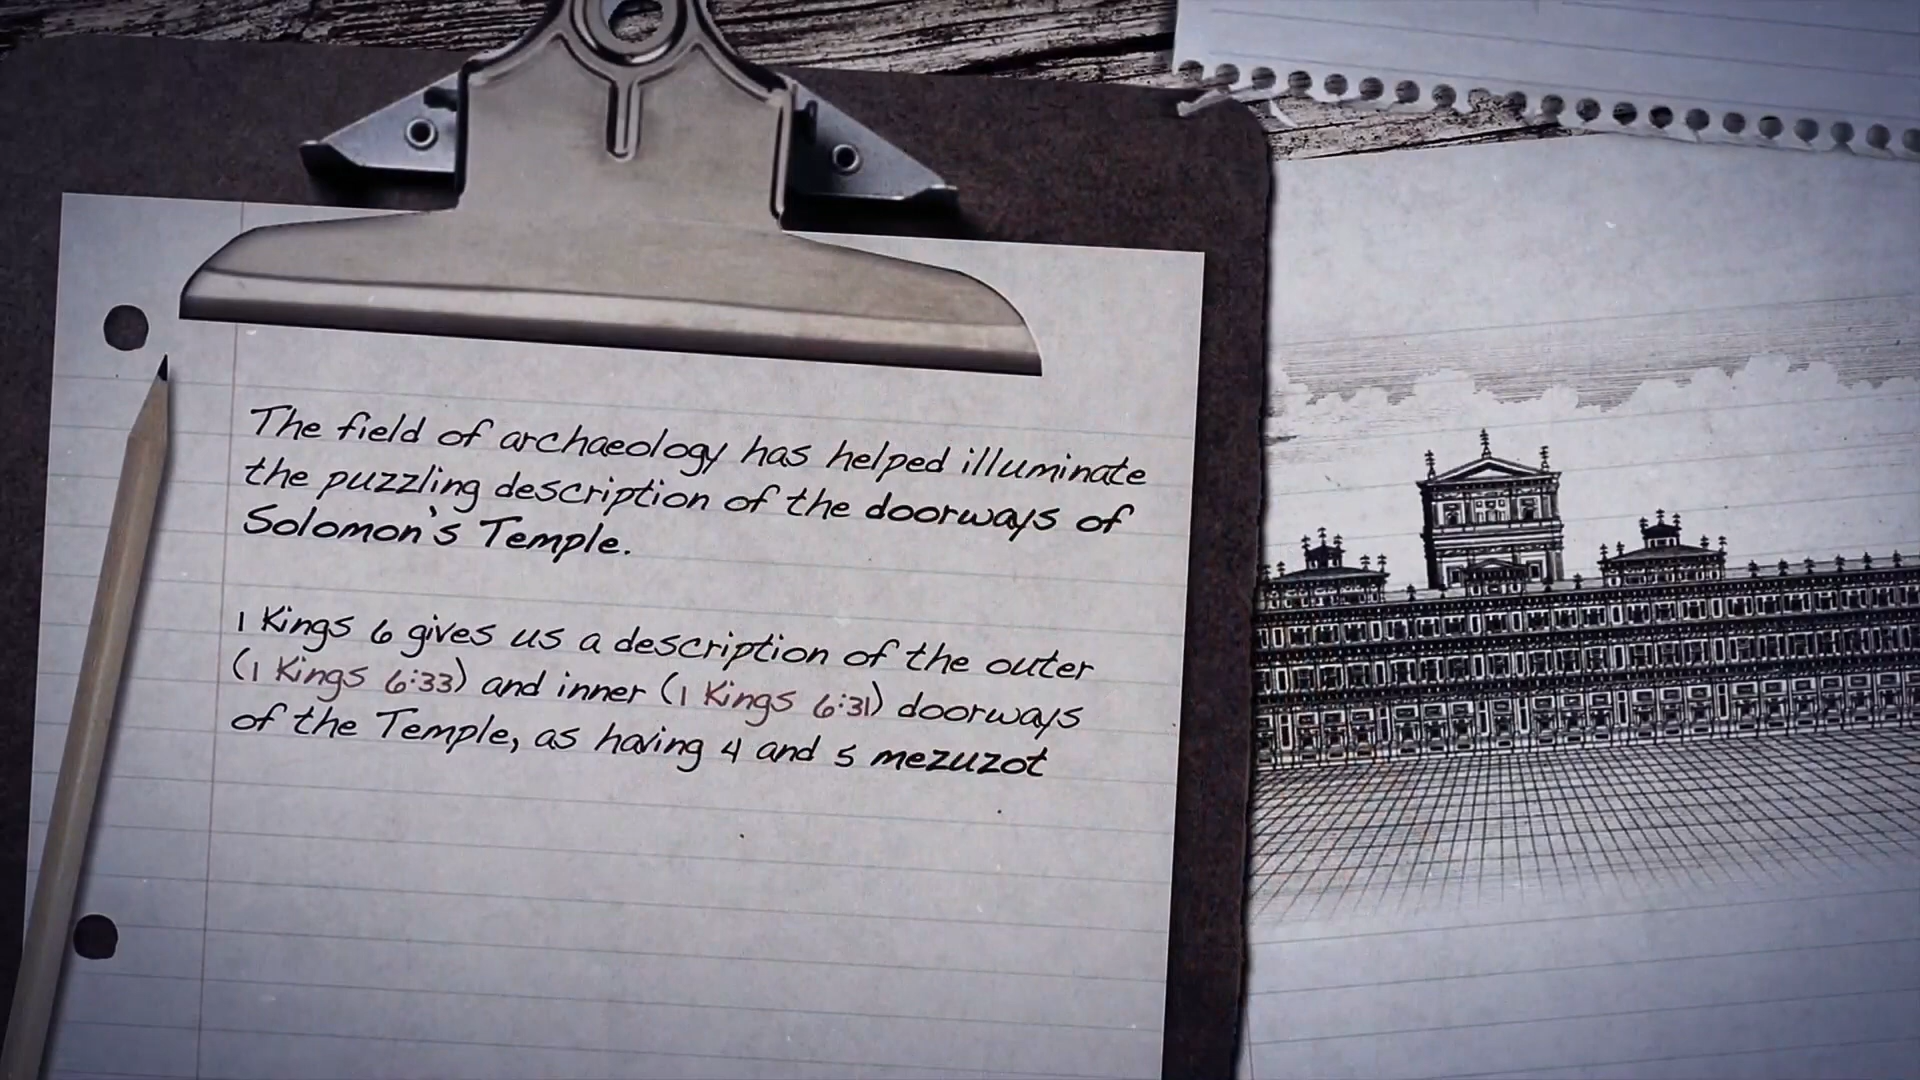 The field of archaeology has helped illuminate
the puzzling description of the doorways of
Solomon's Temple.
1 Kings 6 gives us a description of the outer
(1 Kings 6:33) and inner (1 Kings 6:31) doorways
of the Temple, as having 4 and 5 mezuzot